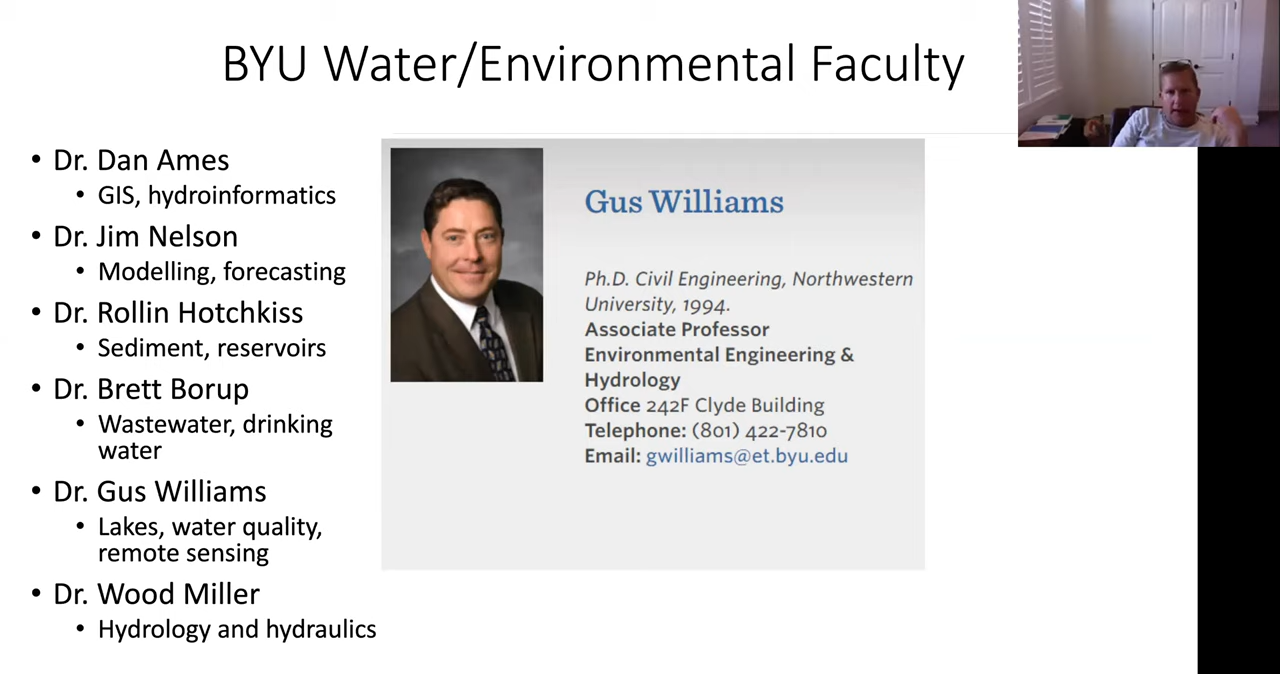 BYU Water/Environmental Faculty
• Dr. Dan Ames
• GIS, hydroinformatics
• Dr. Jim Nelson
• Modelling, forecasting
• Dr. Rollin Hotchkiss
• Sediment, reservoirs
• Dr. Brett Borup
• Wastewater, drinking
water
• Dr. Gus Williams
• Lakes, water quality,
remote sensing
• Dr. Wood Miller
• Hydrology and hydraulics
Gus Williams
Ph.D. Civil Engineering, Northwestern
University, 1994.
Associate Professor
Environmental Engineering &
Hydrology
Office 242F Clyde Building
Telephone: (801) 422-7810
Email: gwilliams@et.byu.edu